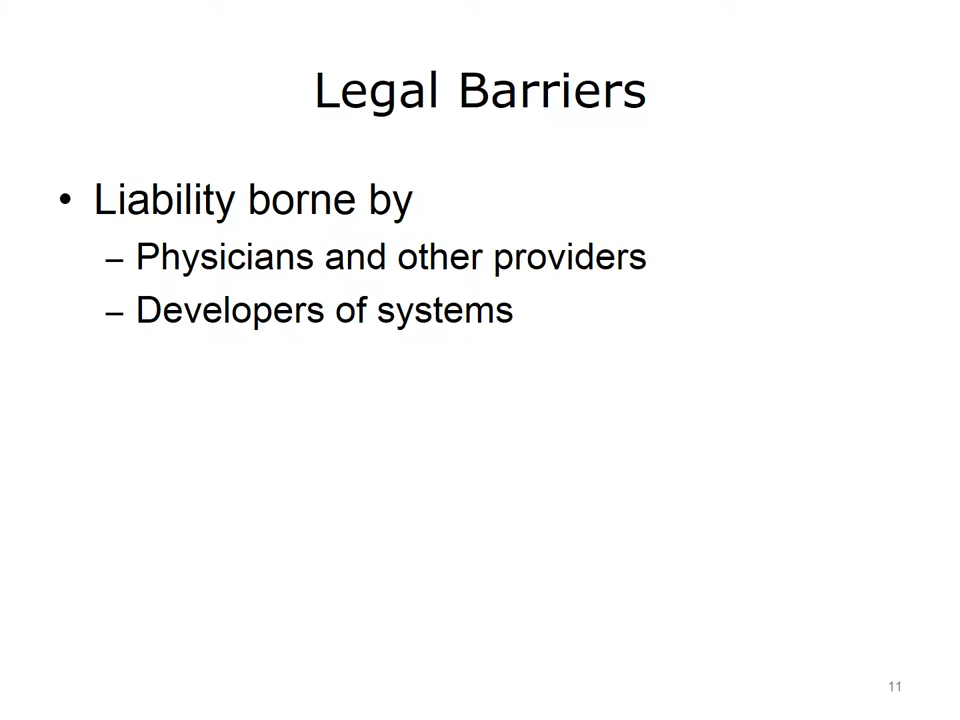 Legal Barriers
• Liability borne by
– Physicians and other providers
– Developers of systems
11